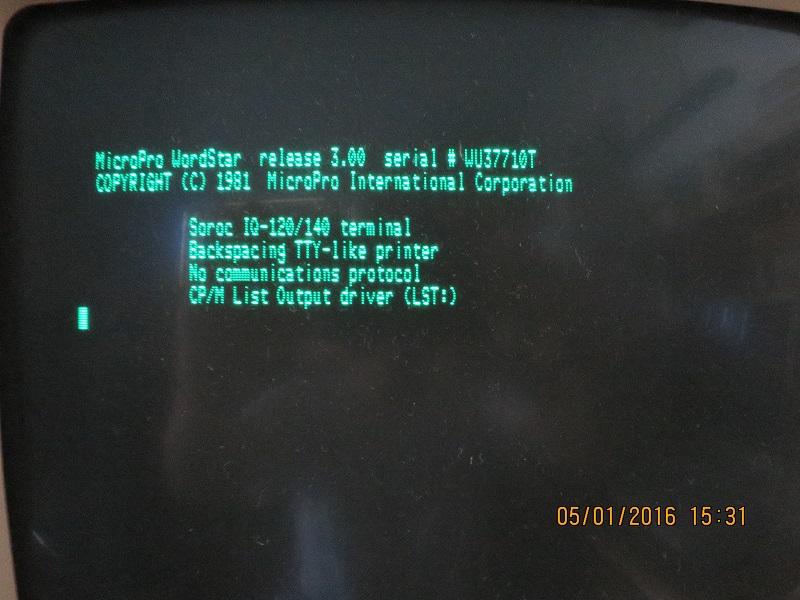 MicroPro WordStar release 3.00 serial # WU37710T
COPYRIGHT (C) 1981 MicroPro International Corporation
Soroc IQ-120/140 terminal
Backspacing TTY-like printer
No communications protocol
CP/M List Output driver (LST:)
05/01/2016 15:31